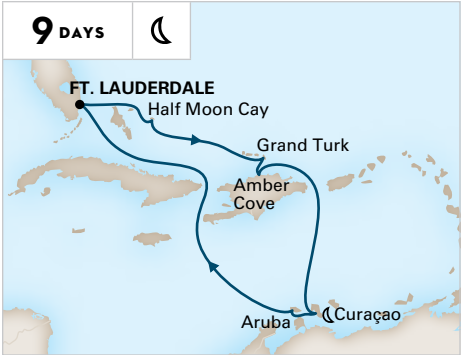 9 DAYS
FT. LAUDERDALE
Half Moon Cay
Grand Turk
Amber
Cove
Curaçao
Aruba